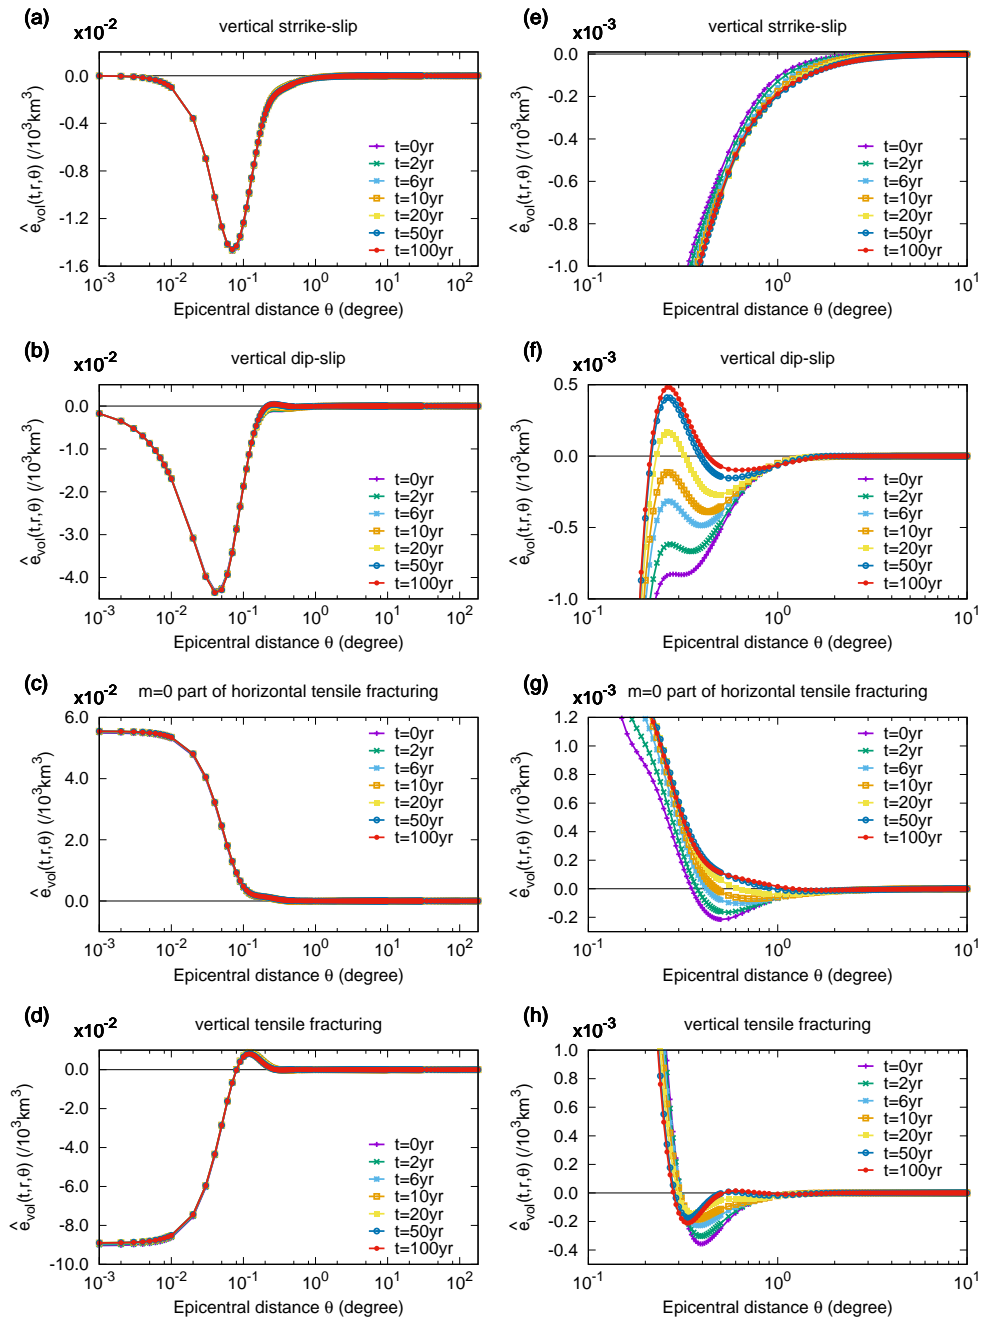 (a)
vertical strrike-slip
x10-2
0.0
-0.4
-0.8
-1.2
-1.6
êvol(t,r,θ) (/10³km³)
t=0yr
t=2yr
t=6yr
t=10yr
t=20yr
t=50yr
t=100yr
10-3 10-2 10-1 100 101 102
Epicentral distance θ (degree)
(e)
vertical strrike-slip
x10-3
0.0
-0.2
-0.4
-0.6
-0.8
-1.0
êvol(t,r,θ) (/10³km³)
t=0yr
t=2yr
t=6yr
t=10yr
t=20yr
t=50yr
t=100yr
10-1 100 101
Epicentral distance θ (degree)
(b)
vertical dip-slip
x10-2
0.0
-1.0
-2.0
-3.0
-4.0
êvol(t,r,θ) (/10³km³)
t=0yr
t=2yr
t=6yr
t=10yr
t=20yr
t=50yr
t=100yr
10-3 10-2 10-1 100 101 102
Epicentral distance θ (degree)
(f)
vertical dip-slip
x10-3
0.5
0.0
-0.5
-1.0
êvol(t,r,θ) (/10³km³)
t=0yr
t=2yr
t=6yr
t=10yr
t=20yr
t=50yr
t=100yr
10-1 100 101
Epicentral distance θ (degree)
(c)
m=0 part of horizontal tensile fracturing
x10-2
6.0
4.0
2.0
0.0
êvol(t,r,θ) (/10³km³)
t=0yr
t=2yr
t=6yr
t=10yr
t=20yr
t=50yr
t=100yr
10-3 10-2 10-1 100 101 102
Epicentral distance θ (degree)
(g)
m=0 part of horizontal tensile fracturing
x10-3
1.2
1.0
0.8
0.6
0.4
0.2
0.0
-0.2
êvol(t,r,θ) (/10³km³)
t=0yr
t=2yr
t=6yr
t=10yr
t=20yr
t=50yr
t=100yr
10-1 100 101
Epicentral distance θ (degree)
(d)
vertical tensile fracturing
x10-2
0.0
-2.0
-4.0
-6.0
-8.0
-10.0
êvol(t,r,θ) (/10³km³)
t=0yr
t=2yr
t=6yr
t=10yr
t=20yr
t=50yr
t=100yr
10-3 10-2 10-1 100 101 102
Epicentral distance θ (degree)
(h)
vertical tensile fracturing
x10-3
1.0
0.8
0.6
0.4
0.2
0.0
-0.2
-0.4
êvol(t,r,θ) (/10³km³)
t=0yr
t=2yr
t=6yr
t=10yr
t=20yr
t=50yr
t=100yr
10-1 100 101
Epicentral distance θ (degree)